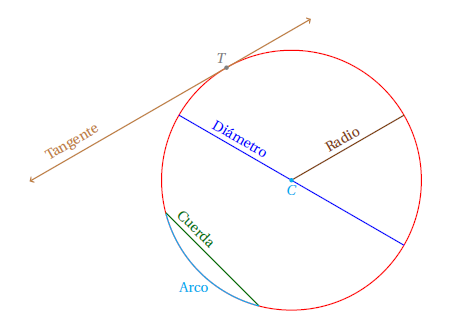 T
Tangente
Diámetro
Radio
C
Cuerda
Arco